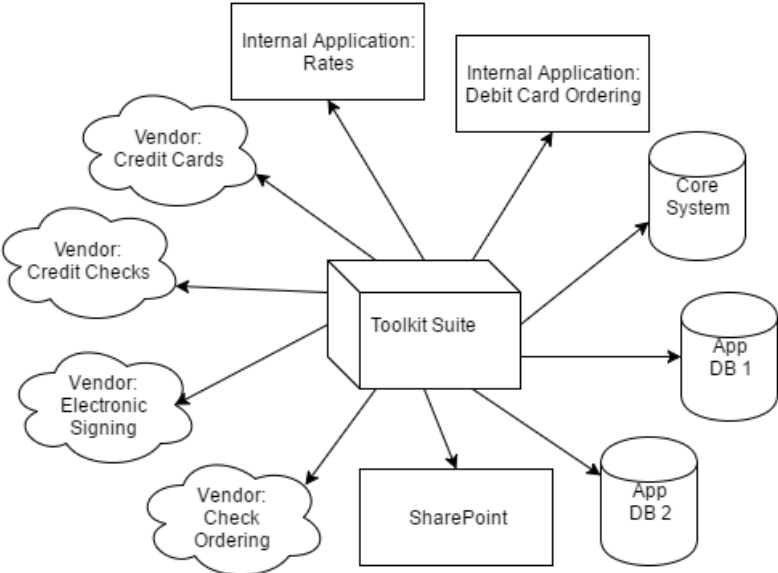 Internal Application:
Rates
Internal Application:
Debit Card Ordering
Vendor:
Credit Cards
Core
System
Vendor:
Credit Checks
Toolkit Suite
App
DB 1
Vendor:
Electronic
Signing
Vendor:
Check
Ordering
SharePoint
App
DB 2